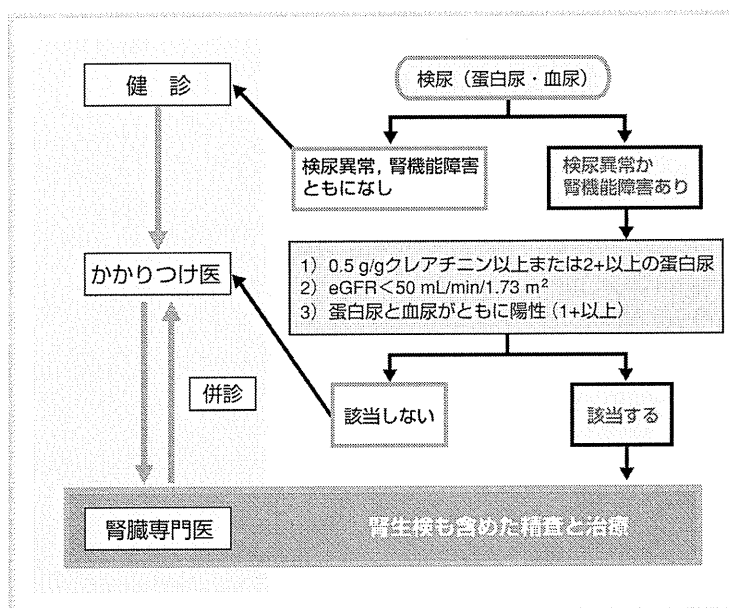 健 診
検尿（蛋白尿・血尿）
検尿異常，腎機能障害
ともになし
検尿異常か
腎機能障害あり
かかりつけ医
1）0.5 g/gクレアチニン以上または2+以上の蛋白尿
2）eGFR＜50 mL/min/1.73 m²
3）蛋白尿と血尿がともに陽性（1+以上）
併診
該当しない
該当する
腎臓専門医
腎生検も含めた精査と治療